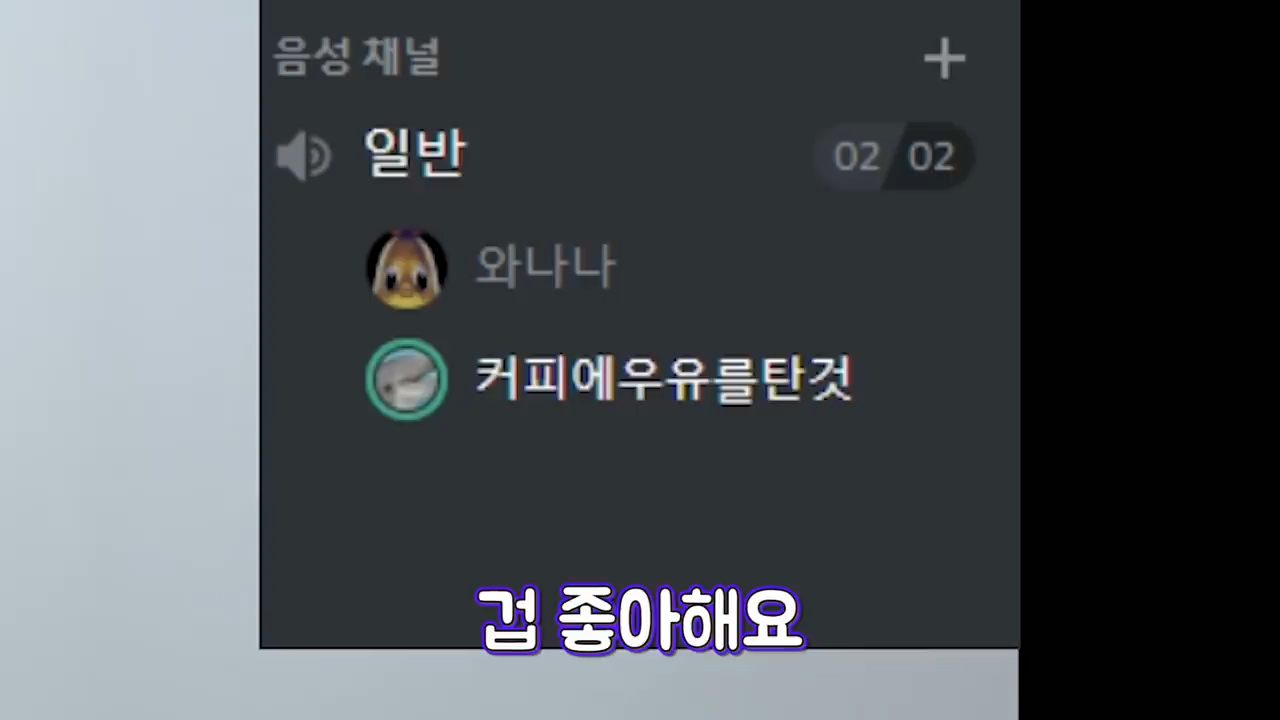 음성 채널
일반 02 02
와나나
커피에우유를탄것
겁 좋아해요